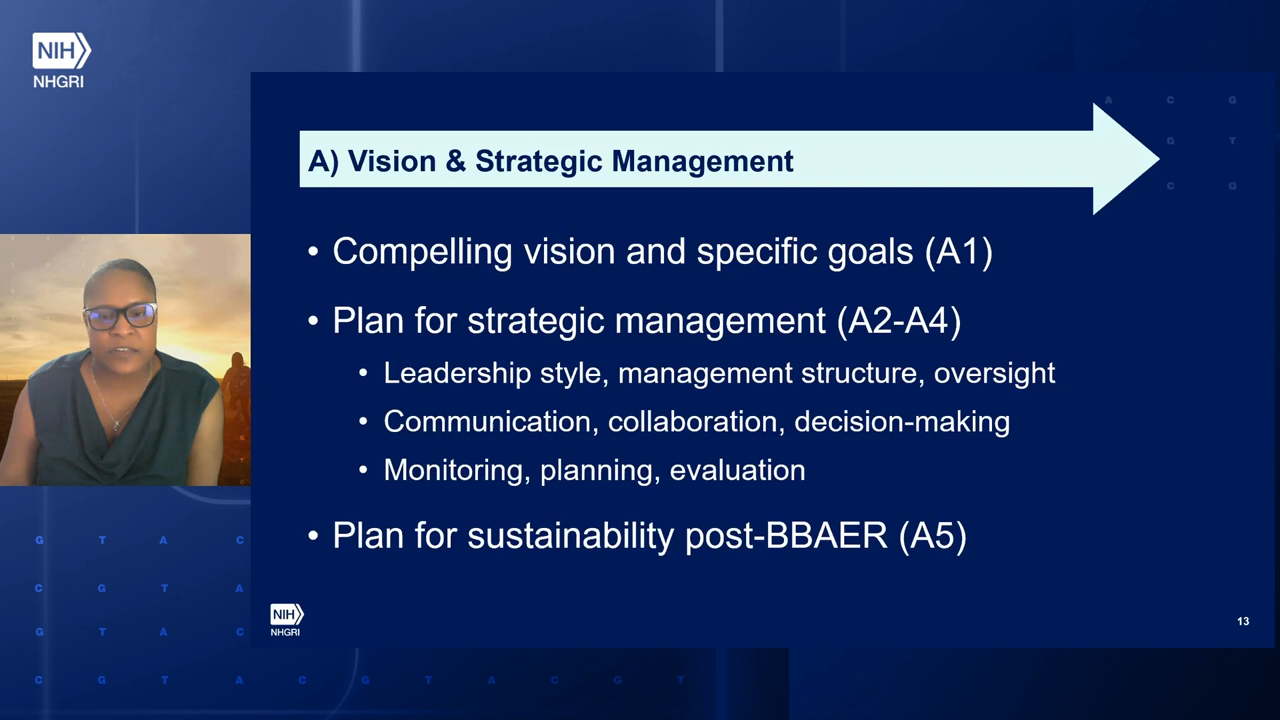 NIH
NHGRI
A C G
G T
C G
A) Vision & Strategic Management
• Compelling vision and specific goals (A1)
• Plan for strategic management (A2-A4)
• Leadership style, management structure, oversight
• Communication, collaboration, decision-making
• Monitoring, planning, evaluation
• Plan for sustainability post-BBAER (A5)
G T A C
C G T A
G T A C
C G T A C G T A C G T
NIH
NHGRI
13